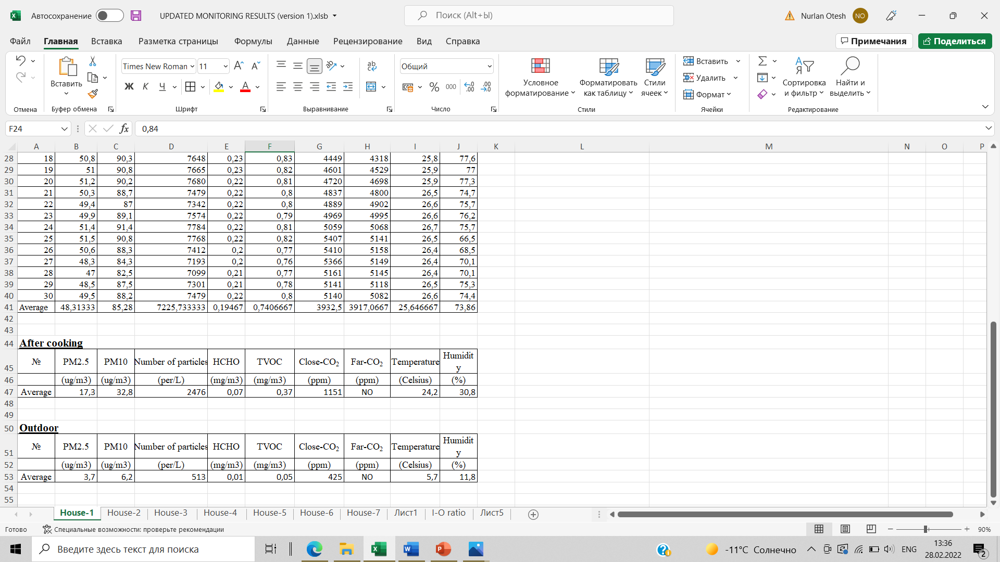 Автосохранение UPDATED MONITORING RESULTS (version 1).xlsb Поиск (Alt+Ы) Nurlan Otesh NO
Файл Главная Вставка Разметка страницы Формулы Данные Рецензирование Вид Справка Примечания Поделиться
Вставить Times New Roman 11 Общий Условное форматирование Форматировать как таблицу Стили ячеек Вставить Удалить Формат Сортировка и фильтр Найти и выделить
Ж К Ч % 000
Отмена Буфер обмена Шрифт Выравнивание Число Стили Ячейки Редактирование
F24 fx 0,84
A B C D E F G H I J K L M N O P
28 18 50,8 90,3 7648 0,23 0,83 4449 4318 25,8 77,6
29 19 51 90,8 7665 0,23 0,82 4601 4529 25,9 77
30 20 51,2 90,2 7680 0,22 0,81 4720 4698 25,9 77,3
31 21 50,3 88,7 7479 0,22 0,8 4837 4800 26,5 74,7
32 22 49,4 87 7342 0,22 0,8 4889 4902 26,6 75,7
33 23 49,9 89,1 7574 0,22 0,79 4969 4995 26,6 76,2
34 24 51,4 91,4 7784 0,22 0,81 5059 5068 26,7 75,7
35 25 51,5 90,8 7768 0,22 0,82 5407 5141 26,5 66,5
36 26 50,6 88,3 7412 0,2 0,77 5410 5158 26,4 68,5
37 27 48,3 84,3 7193 0,2 0,76 5366 5149 26,4 70,1
38 28 47 82,5 7099 0,21 0,77 5161 5145 26,4 70,1
39 29 48,5 87,5 7301 0,21 0,78 5141 5118 26,5 75,3
40 30 49,5 88,2 7479 0,22 0,8 5140 5082 26,6 74,4
41 Average 48,31333 85,28 7225,733333 0,19467 0,7406667 3932,5 3917,0667 25,646667 73,86
42
43
44 After cooking
45 № PM2.5 PM10 Number of particles HCHO TVOC Close-CO₂ Far-CO₂ Temperature Humidity
46 (ug/m3) (ug/m3) (per/L) (mg/m3) (mg/m3) (ppm) (ppm) (Celsius) (%)
47 Average 17,3 32,8 2476 0,07 0,37 1151 NO 24,2 30,8
48
49
50 Outdoor
51 № PM2.5 PM10 Number of particles HCHO TVOC Close-CO₂ Far-CO₂ Temperature Humidity
52 (ug/m3) (ug/m3) (per/L) (mg/m3) (mg/m3) (ppm) (ppm) (Celsius) (%)
53 Average 3,7 6,2 513 0,01 0,05 425 NO 5,7 11,8
54
55
House-1 House-2 House-3 House-4 House-5 House-6 House-7 Лист1 I-O ratio Лист5
Готово Специальные возможности: проверьте рекомендации 90%
Введите здесь текст для поиска -11°C Солнечно ENG 13:36
28.02.2022 2